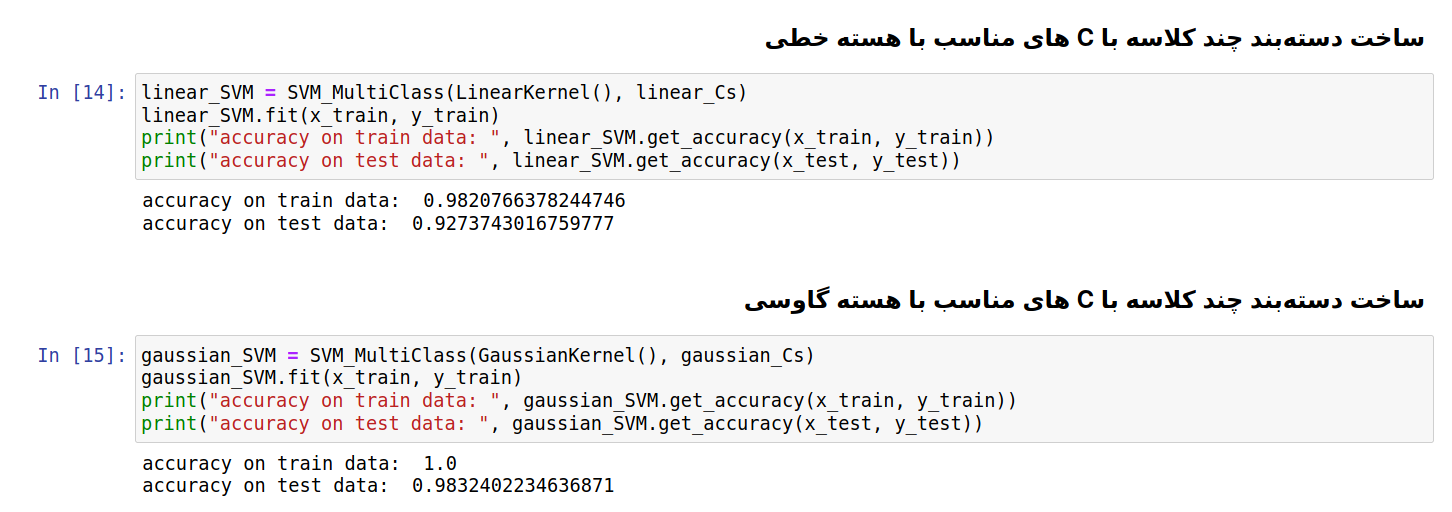 ساخت دسته‌بند چند کلاسه با C های مناسب با هسته خطی
In [14]: linear_SVM = SVM_MultiClass(LinearKernel(), linear_Cs)
linear_SVM.fit(x_train, y_train)
print("accuracy on train data: ", linear_SVM.get_accuracy(x_train, y_train))
print("accuracy on test data: ", linear_SVM.get_accuracy(x_test, y_test))
accuracy on train data:  0.9820766378244746
accuracy on test data:  0.9273743016759777
ساخت دسته‌بند چند کلاسه با C های مناسب با هسته گاوسی
In [15]: gaussian_SVM = SVM_MultiClass(GaussianKernel(), gaussian_Cs)
gaussian_SVM.fit(x_train, y_train)
print("accuracy on train data: ", gaussian_SVM.get_accuracy(x_train, y_train))
print("accuracy on test data: ", gaussian_SVM.get_accuracy(x_test, y_test))
accuracy on train data:  1.0
accuracy on test data:  0.9832402234636871